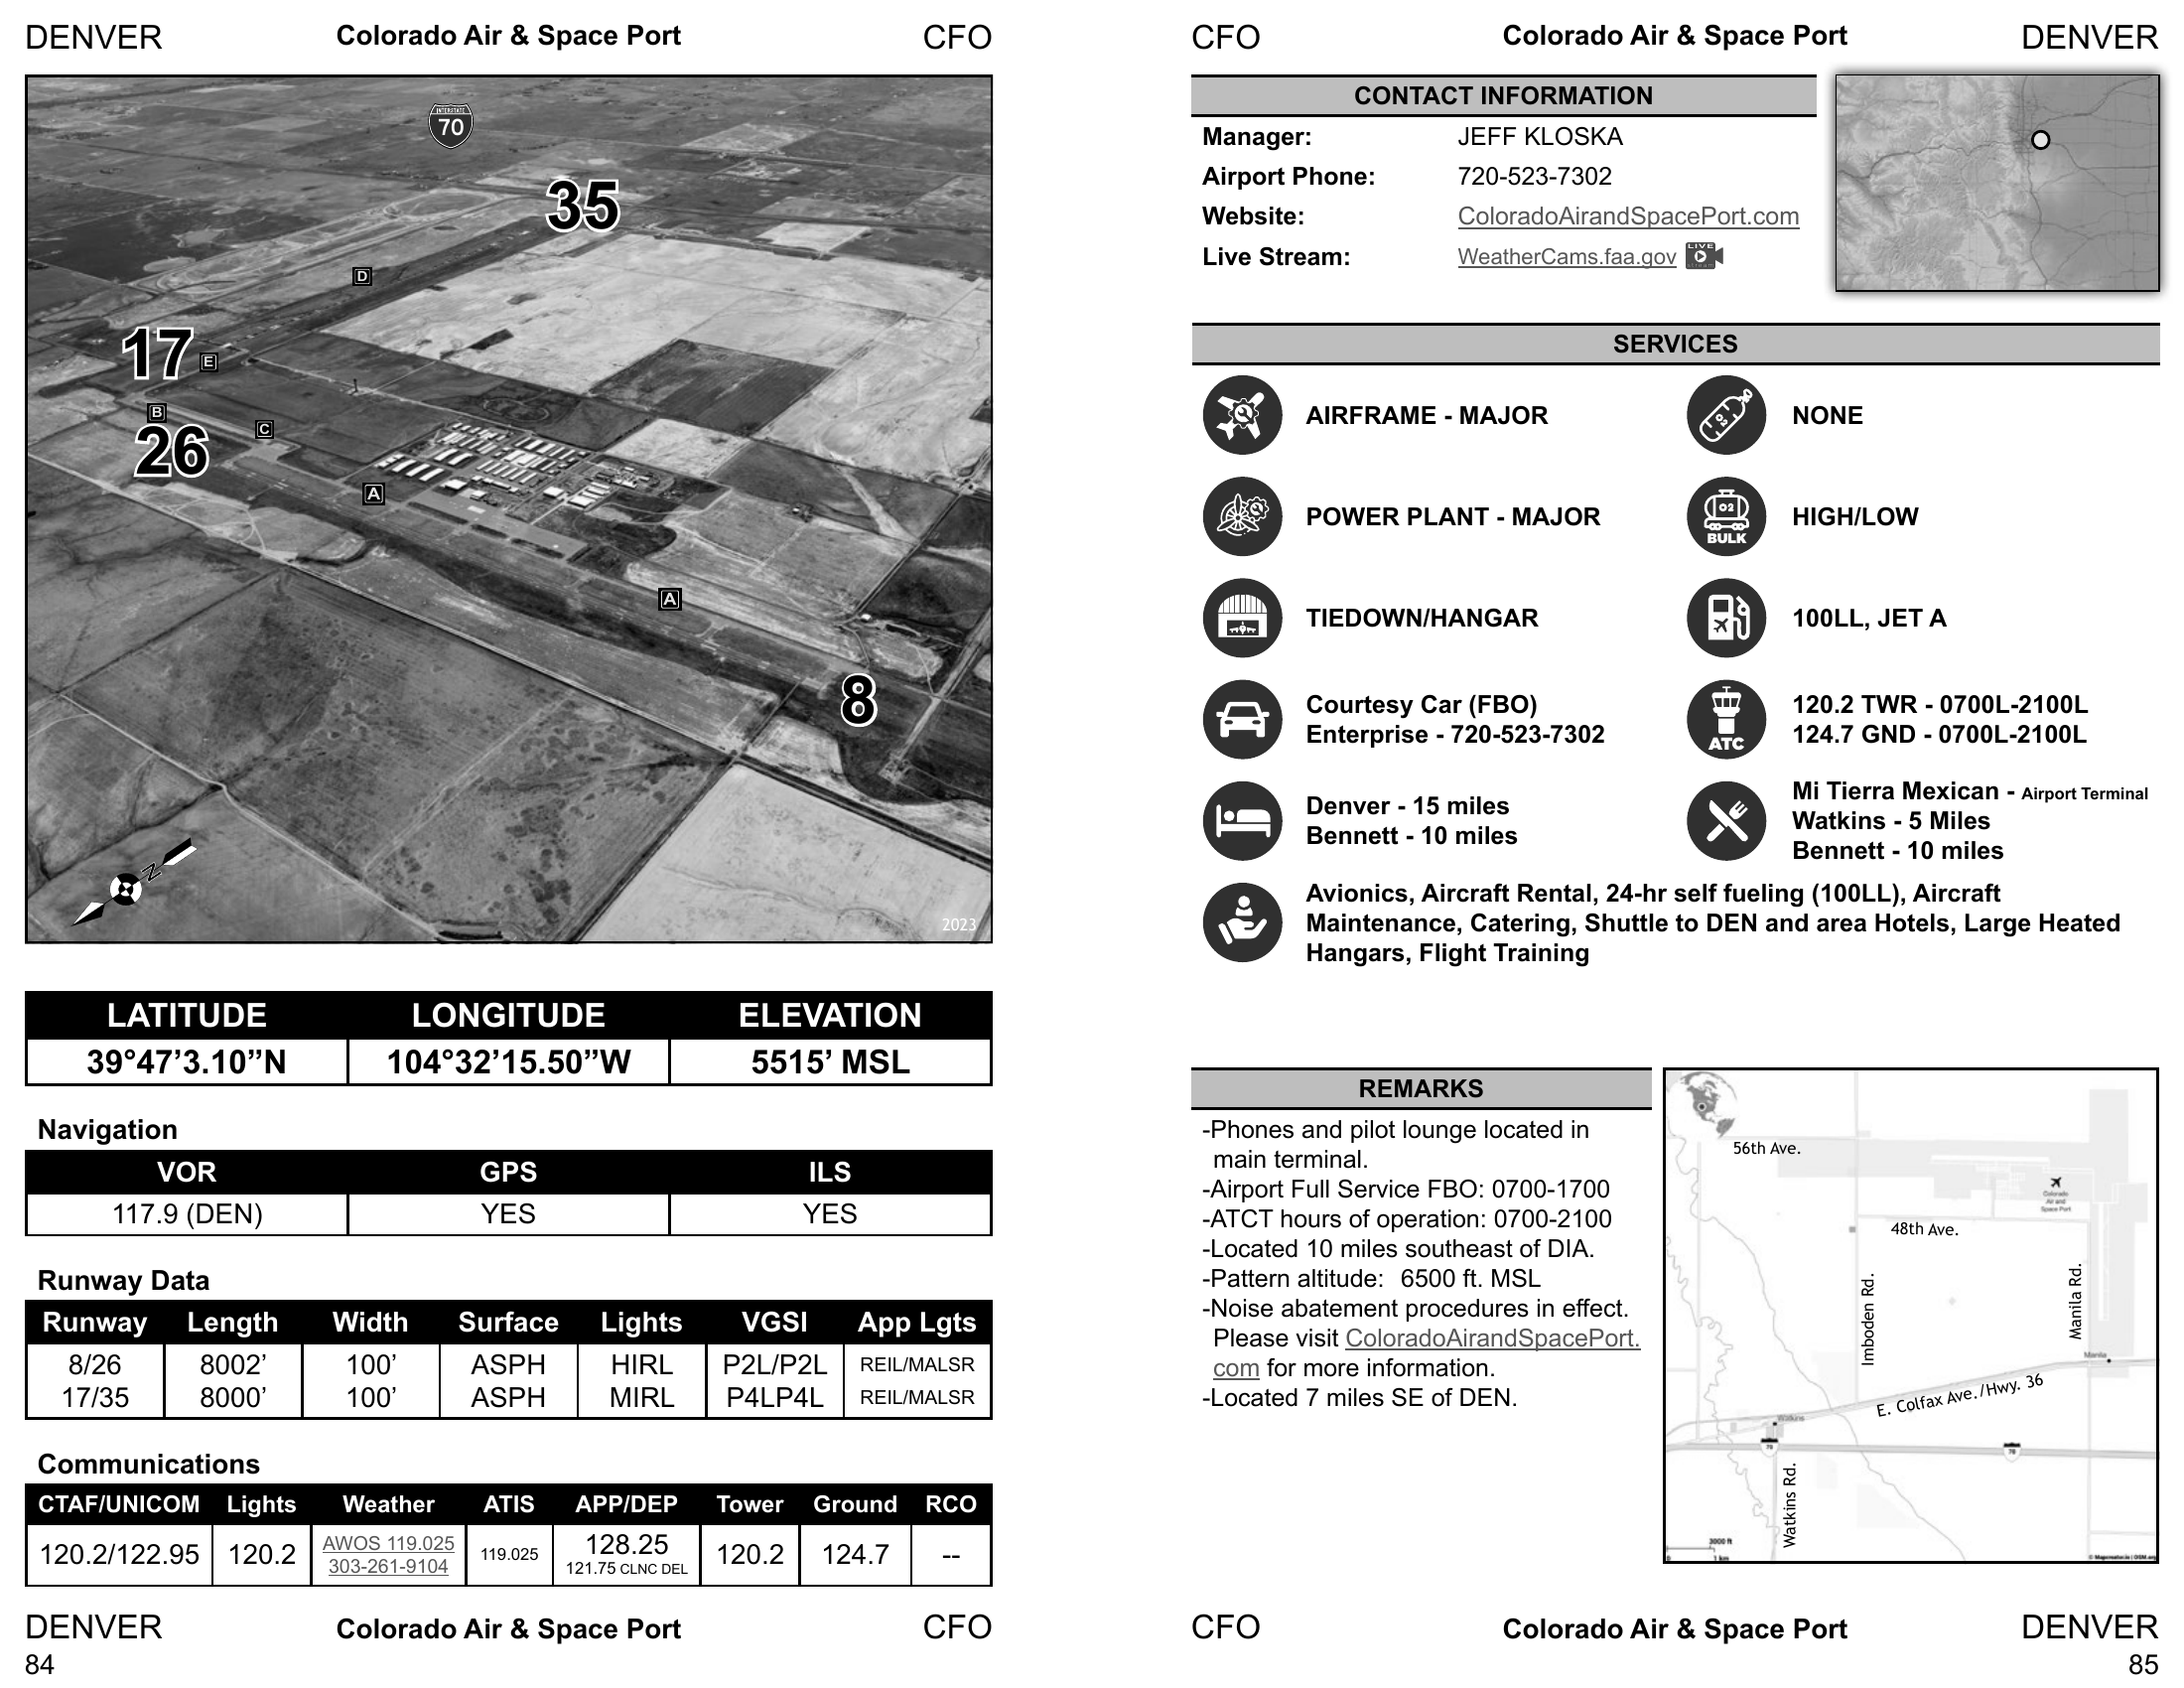 DENVER Colorado Air & Space Port CFO
INTERSTATE
70
35
D
17
E
B
C
26
A
A
8
N
2023
LATITUDE LONGITUDE ELEVATION
39°47’3.10”N 104°32’15.50”W 5515’ MSL
Navigation
VOR GPS ILS
117.9 (DEN) YES YES
Runway Data
Runway Length Width Surface Lights VGSI App Lgts
8/26 8002’ 100’ ASPH HIRL P2L/P2L REIL/MALSR
17/35 8000’ 100’ ASPH MIRL P4LP4L REIL/MALSR
Communications
CTAF/UNICOM Lights Weather ATIS APP/DEP Tower Ground RCO
120.2/122.95 120.2 AWOS 119.025 119.025 128.25 120.2 124.7 --
303-261-9104 121.75 CLNC DEL
DENVER Colorado Air & Space Port CFO
84
CFO Colorado Air & Space Port DENVER
CONTACT INFORMATION
Manager: JEFF KLOSKA
Airport Phone: 720-523-7302
Website: ColoradoAirandSpacePort.com
Live Stream: WeatherCams.faa.gov LIVE
SERVICES
AIRFRAME - MAJOR
O2 NONE
POWER PLANT - MAJOR
O2 BULK HIGH/LOW
TIEDOWN/HANGAR
100LL, JET A
Courtesy Car (FBO)
Enterprise - 720-523-7302
ATC
120.2 TWR - 0700L-2100L
124.7 GND - 0700L-2100L
Denver - 15 miles
Bennett - 10 miles
Mi Tierra Mexican - Airport Terminal
Watkins - 5 Miles
Bennett - 10 miles
Avionics, Aircraft Rental, 24-hr self fueling (100LL), Aircraft
Maintenance, Catering, Shuttle to DEN and area Hotels, Large Heated
Hangars, Flight Training
REMARKS
-Phones and pilot lounge located in
main terminal.
-Airport Full Service FBO: 0700-1700
-ATCT hours of operation: 0700-2100
-Located 10 miles southeast of DIA.
-Pattern altitude: 6500 ft. MSL
-Noise abatement procedures in effect.
Please visit ColoradoAirandSpacePort.
com for more information.
-Located 7 miles SE of DEN.
56th Ave.
Colorado
Air and
Space Port
48th Ave.
Imboden Rd.
Manila Rd.
Manila
E. Colfax Ave./Hwy. 36
Watkins
70
70
Watkins Rd.
3000 ft
0 1 km
© Mapcreator.io | OSM.org
CFO Colorado Air & Space Port DENVER
85